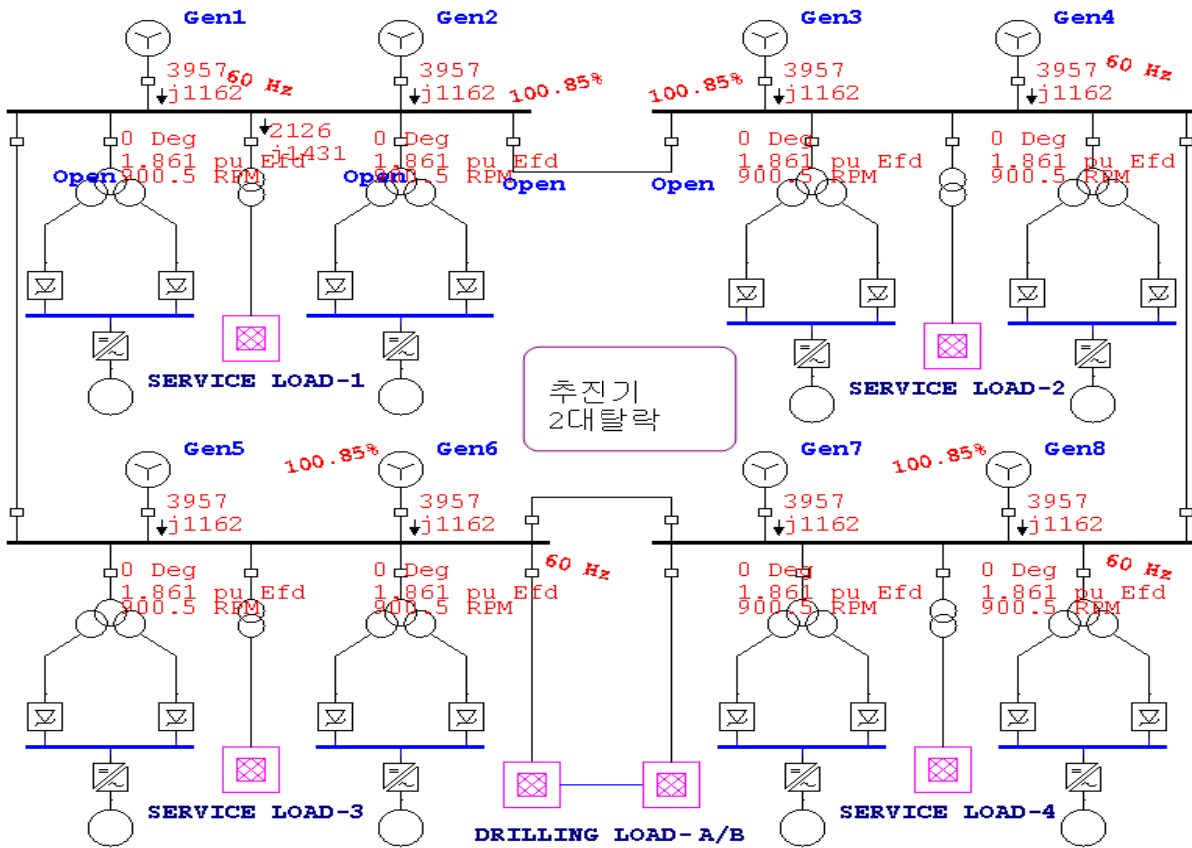 Gen1 Gen2 Gen3 Gen4
3957 3957 3957 3957
60 Hz 100.85% 100.85% 60 Hz
j1162 j1162 j1162 j1162
2126
j1431
0 Deg 0 Deg 0 Deg 0 Deg
1.861 pu Efd 1.861 pu Efd 1.861 pu Efd 1.861 pu Efd
900.5 RPM 900.5 RPM 900.5 RPM 900.5 RPM
Open Open Open Open
SERVICE LOAD-1 SERVICE LOAD-2
추진기
2대탈락
Gen5 Gen6 Gen7 Gen8
100.85% 100.85%
3957 3957 3957 3957
j1162 j1162 j1162 j1162
60 Hz 60 Hz
0 Deg 0 Deg 0 Deg 0 Deg
1.861 pu Efd 1.861 pu Efd 1.861 pu Efd 1.861 pu Efd
900.5 RPM 900.5 RPM 900.5 RPM 900.5 RPM
SERVICE LOAD-3 SERVICE LOAD-4
DRILLING LOAD-A/B